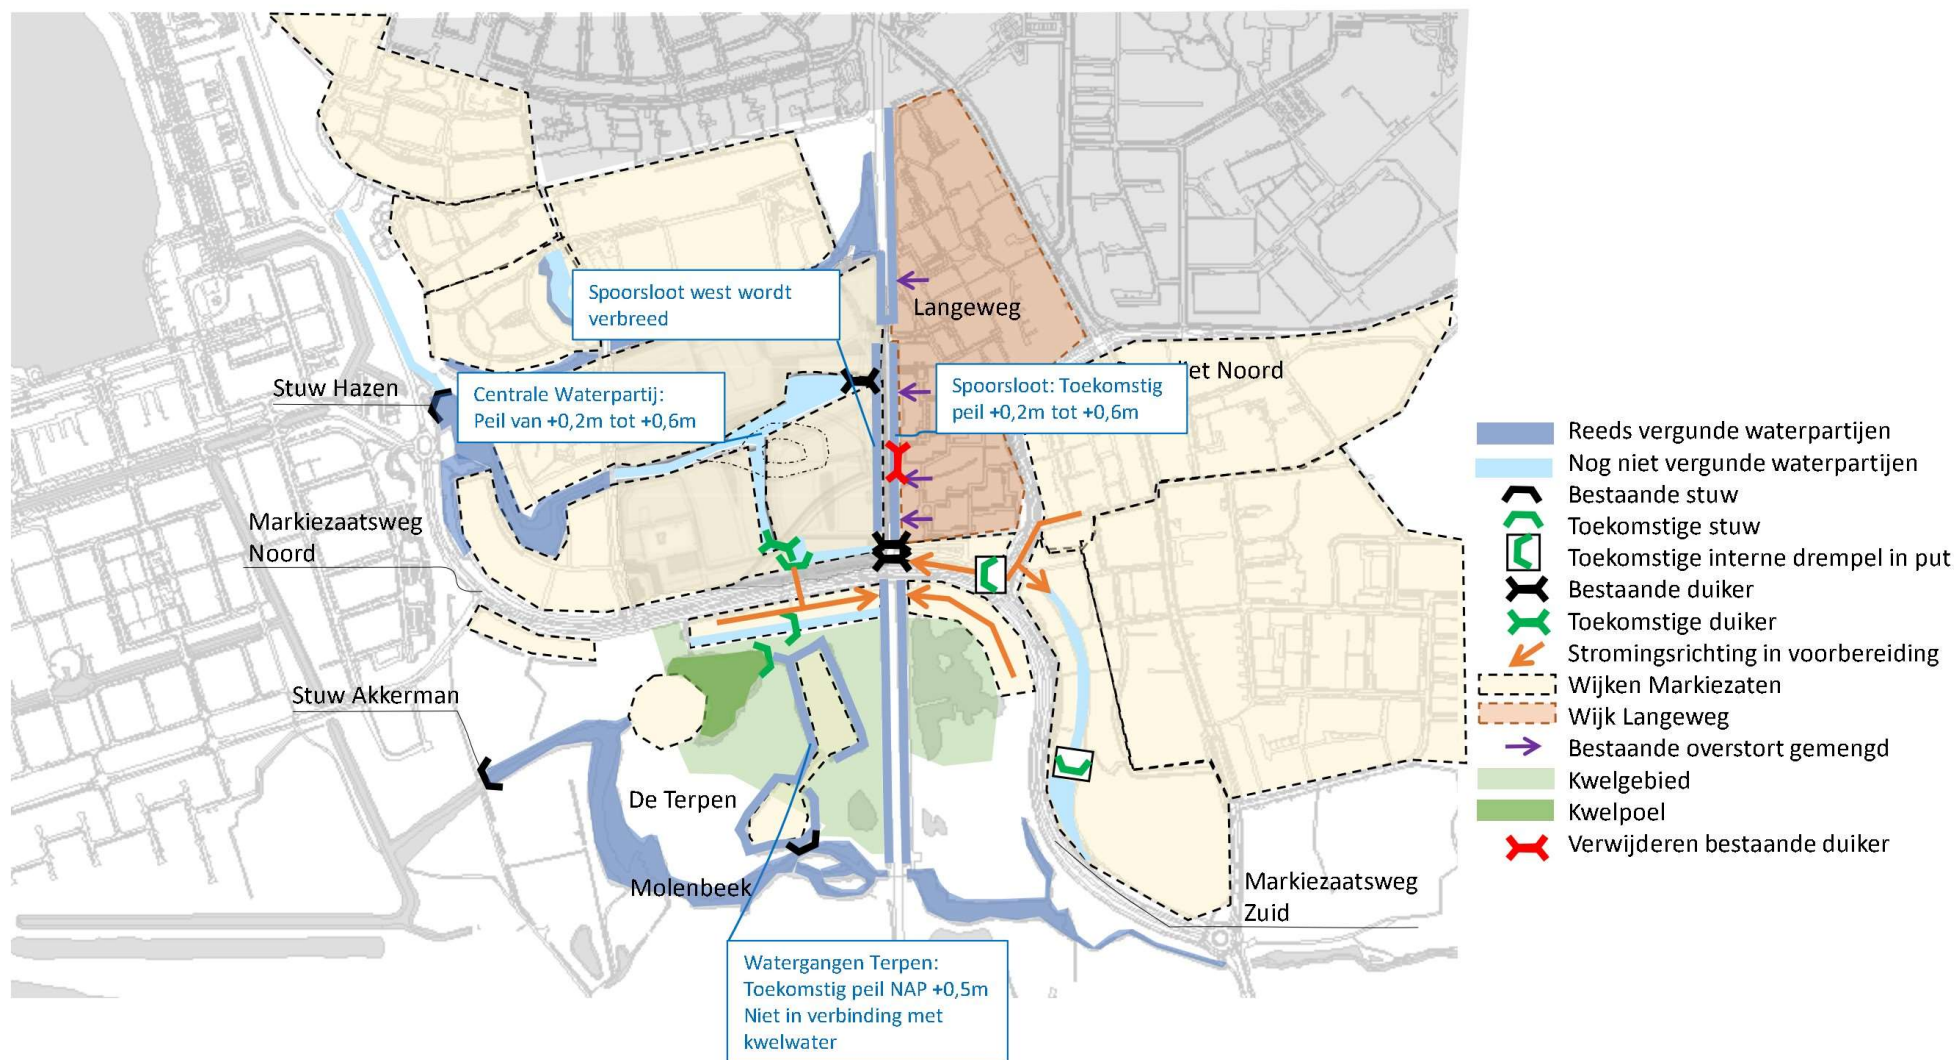 Spoorsloot west wordt
verbreed
Langeweg
Stuw Hazen
Centrale Waterpartij:
Peil van +0,2m tot +0,6m
Spoorsloot: Toekomstig
peil +0,2m tot +0,6m
et Noord
Markiezaatsweg
Noord
Stuw Akkerman
De Terpen
Molenbeek
Markiezaatsweg
Zuid
Watergangen Terpen:
Toekomstig peil NAP +0,5m
Niet in verbinding met
kwelwater
Reeds vergunde waterpartijen
Nog niet vergunde waterpartijen
Bestaande stuw
Toekomstige stuw
Toekomstige interne drempel in put
Bestaande duiker
Toekomstige duiker
Stromingsrichting in voorbereiding
Wijken Markiezaten
Wijk Langeweg
Bestaande overstort gemengd
Kwelgebied
Kwelpoel
Verwijderen bestaande duiker